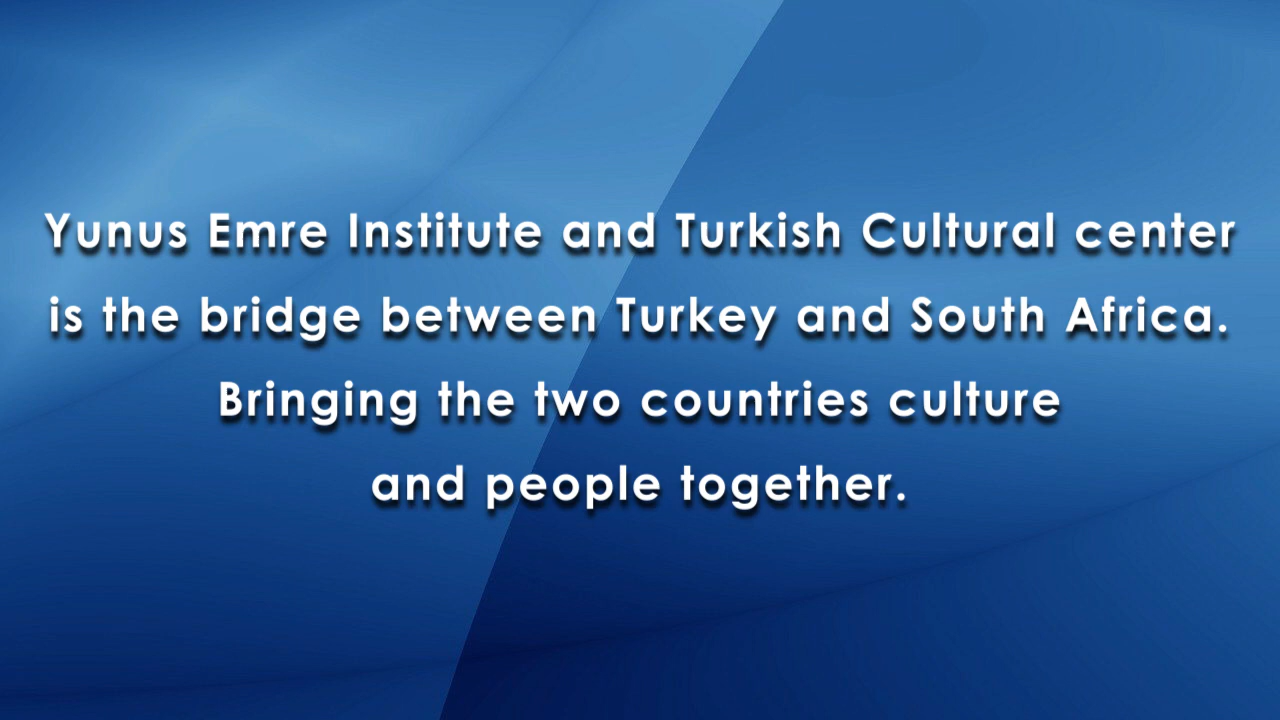 Yunus Emre Institute and Turkish Cultural center
is the bridge between Turkey and South Africa.
Bringing the two countries culture
and people together.